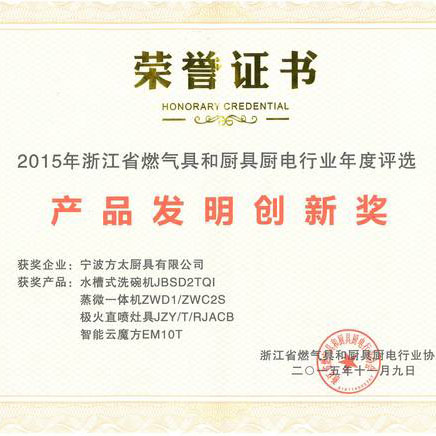 荣誉证书
HONORARY CREDENTIAL
2015年浙江省燃气具和厨具厨电行业年度评选
产品发明创新奖
获奖企业：宁波方太厨具有限公司
获奖产品：水槽式洗碗机JBSD2TQI
蒸微一体机ZWD1/ZWC2S
极火直喷灶具JZY/T/RJACB
智能云魔方EM10T
浙江省燃气具和厨具厨电行业协
二〇一五年十一月九日